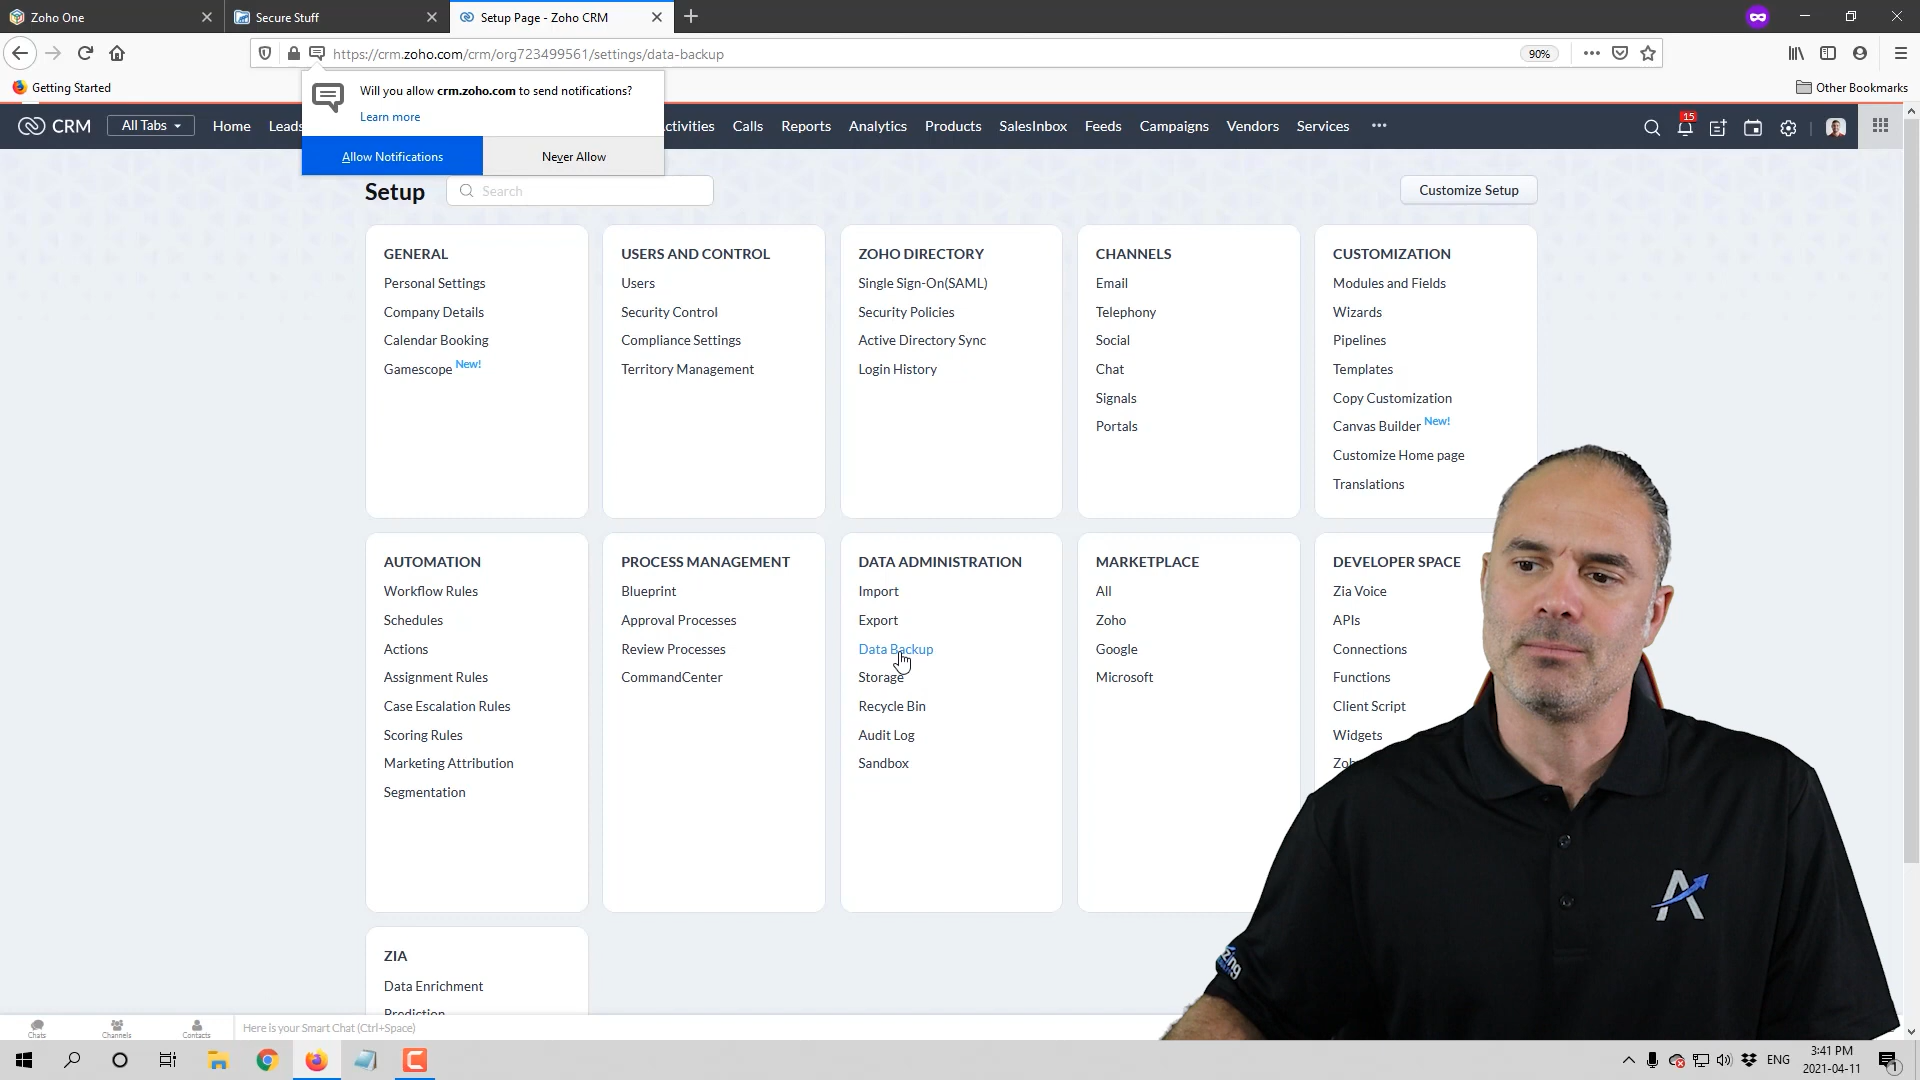 Zoho One
Secure Stuff
Setup Page - Zoho CRM
https://crm.zoho.com/crm/org723499561/settings/data-backup
90%
Getting Started
Other Bookmarks
Will you allow crm.zoho.com to send notifications?
Learn more
Allow Notifications
Never Allow
CRM
All Tabs
Home
Leads
ctivities
Calls
Reports
Analytics
Products
SalesInbox
Feeds
Campaigns
Vendors
Services
15
Setup
Search
Customize Setup
GENERAL
Personal Settings
Company Details
Calendar Booking
Gamescope New!
USERS AND CONTROL
Users
Security Control
Compliance Settings
Territory Management
ZOHO DIRECTORY
Single Sign-On(SAML)
Security Policies
Active Directory Sync
Login History
CHANNELS
Email
Telephony
Social
Chat
Signals
Portals
CUSTOMIZATION
Modules and Fields
Wizards
Pipelines
Templates
Copy Customization
Canvas Builder New!
Customize Home page
Translations
AUTOMATION
Workflow Rules
Schedules
Actions
Assignment Rules
Case Escalation Rules
Scoring Rules
Marketing Attribution
Segmentation
PROCESS MANAGEMENT
Blueprint
Approval Processes
Review Processes
CommandCenter
DATA ADMINISTRATION
Import
Export
Data Backup
Storage
Recycle Bin
Audit Log
Sandbox
MARKETPLACE
All
Zoho
Google
Microsoft
DEVELOPER SPACE
Zia Voice
APIs
Connections
Functions
Client Script
Widgets
Zoh
ZIA
Data Enrichment
Prediction
Chats
Channels
Contacts
Here is your Smart Chat (Ctrl+Space)
ENG
3:41 PM
2021-04-11
1